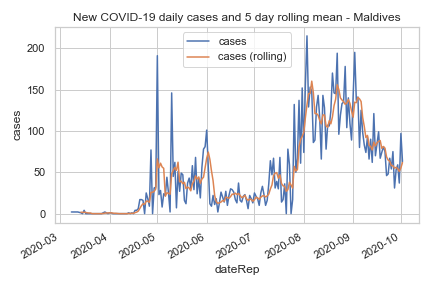 New COVID-19 daily cases and 5 day rolling mean - Maldives
cases
cases (rolling)
200
150
100
50
0
cases
2020-03
2020-04
2020-05
2020-06
2020-07
2020-08
2020-09
2020-10
dateRep